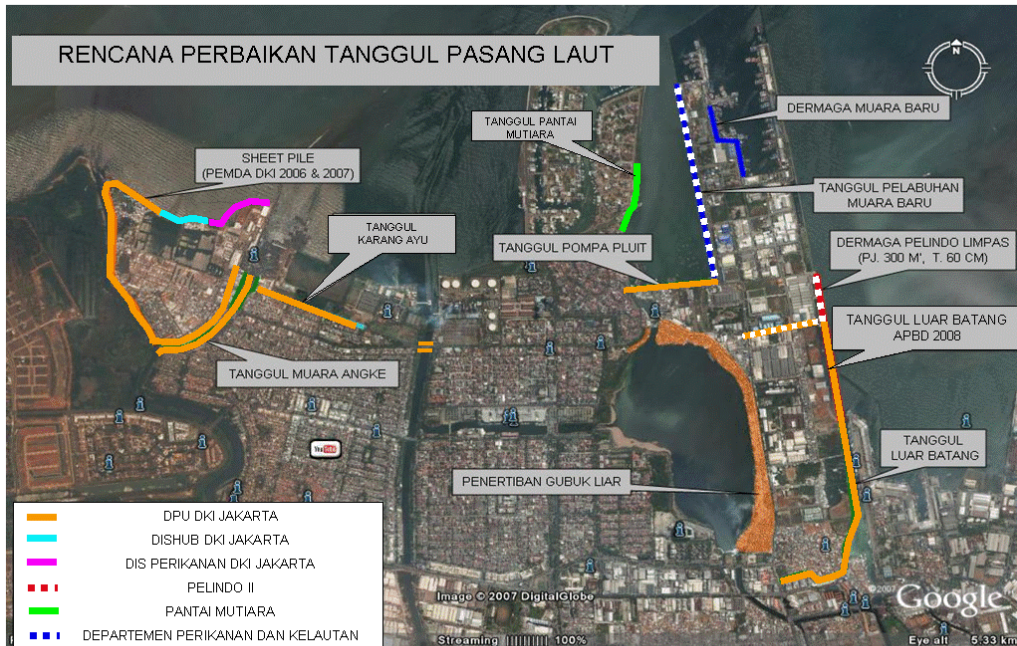 RENCANA PERBAIKAN TANGGUL PASANG LAUT
N
DERMAGA MUARA BARU
TANGGUL PANTAI
MUTIARA
SHEET PILE
(PEMDA DKI 2006 & 2007)
TANGGUL PELABUHAN
MUARA BARU
TANGGUL
KARANG AYU
TANGGUL POMPA PLUIT
DERMAGA PELINDO LIMPAS
(PJ. 300 M', T. 60 CM)
TANGGUL LUAR BATANG
APBD 2008
TANGGUL MUARA ANGKE
TANGGUL
LUAR BATANG
You Tube
PENERTIBAN GUBUK LIAR
DPU DKI JAKARTA
DISHUB DKI JAKARTA
DIS PERIKANAN DKI JAKARTA
PELINDO II
PANTAI MUTIARA
DEPARTEMEN PERIKANAN DAN KELAUTAN
Image © 2007 DigitalGlobe
Google
Streaming |||||||||| 100%
Eye alt 5.33 km